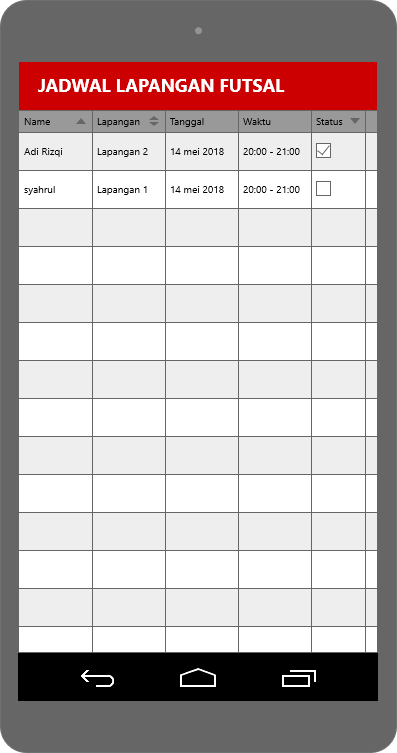 JADWAL LAPANGAN FUTSAL
Name Lapangan Tanggal Waktu Status
Adi Rizqi Lapangan 2 14 mei 2018 20:00 - 21:00
syahrul Lapangan 1 14 mei 2018 20:00 - 21:00